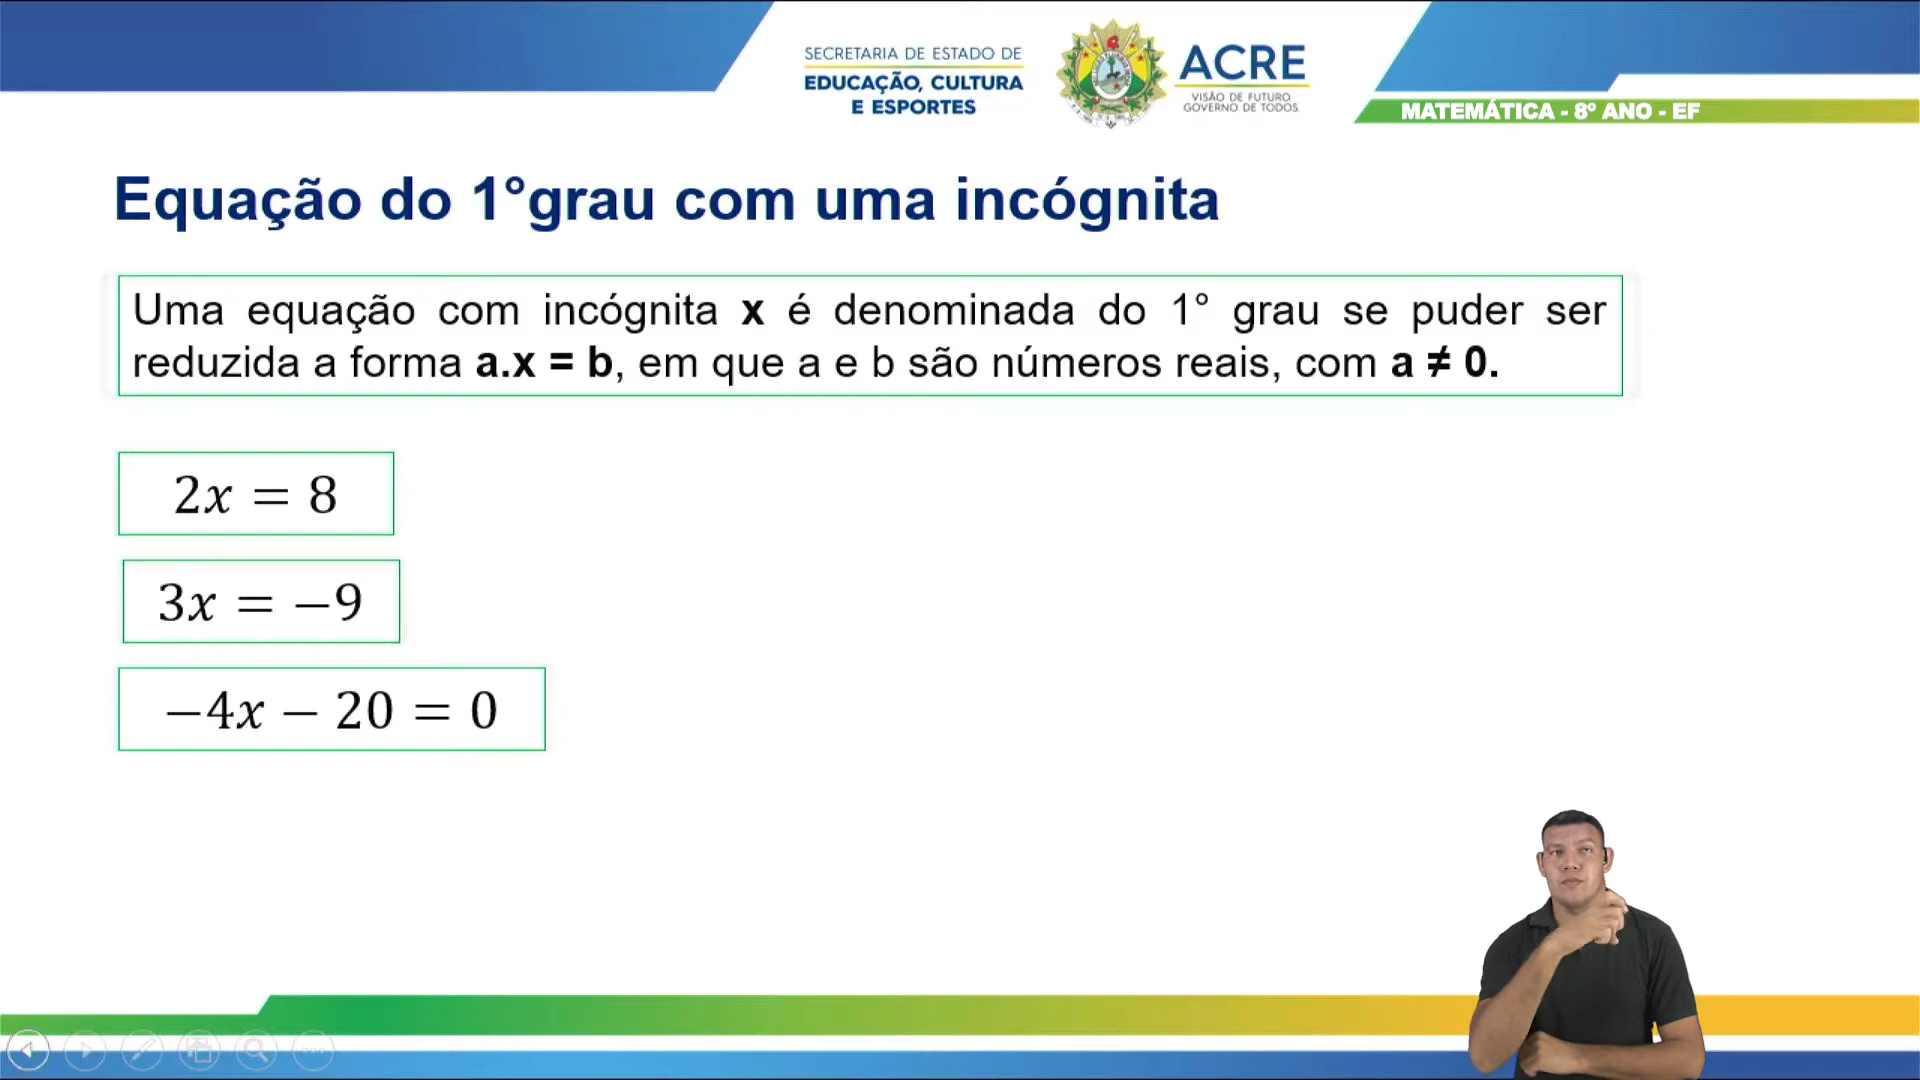 SECRETARIA DE ESTADO DE
EDUCAÇÃO, CULTURA
E ESPORTES
ACRE
VISÃO DE FUTURO
GOVERNO DE TODOS
MATEMÁTICA - 8º ANO - EF
Equação do 1°grau com uma incógnita
Uma equação com incógnita x é denominada do 1° grau se puder ser
reduzida a forma a.x = b, em que a e b são números reais, com a ≠ 0.
2x = 8
3x = −9
−4x − 20 = 0